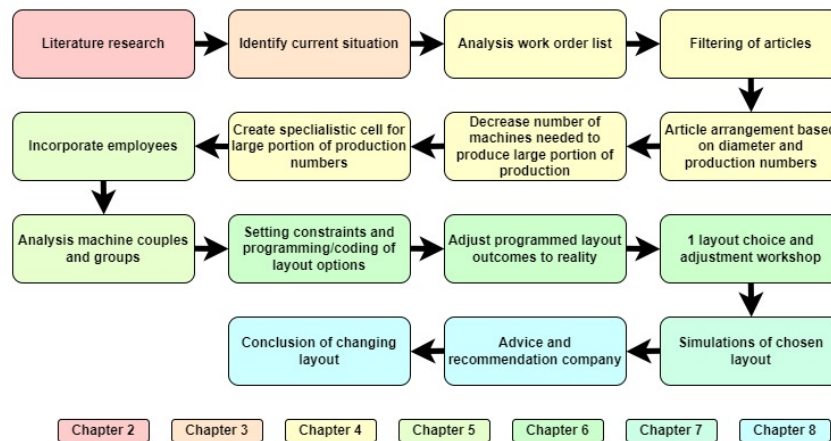 Literature research
Identify current situation
Analysis work order list
Filtering of articles
Incorporate employees
Create speclialistic cell for
large portion of production
numbers
Decrease number of
machines needed to
produce large portion of
production
Article arrangement based
on diameter and
production numbers
Analysis machine couples
and groups
Setting constraints and
programming/coding of
layout options
Adjust programmed layout
outcomes to reality
1 layout choice and
adjustment workshop
Conclusion of changing
layout
Advice and
recommendation company
Simulations of chosen
layout
Chapter 2
Chapter 3
Chapter 4
Chapter 5
Chapter 6
Chapter 7
Chapter 8